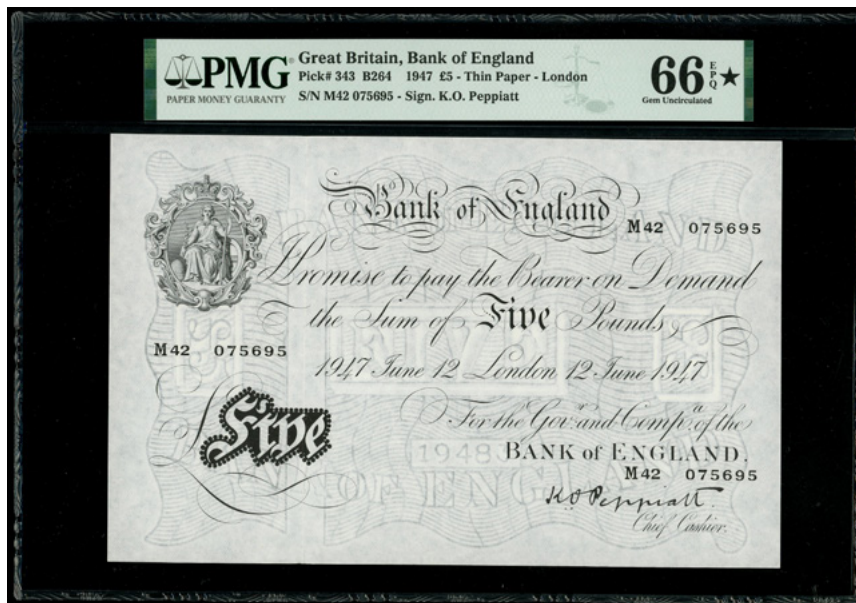 PMG
PAPER MONEY GUARANTY
Great Britain, Bank of England
Pick# 343 B264 1947 £5 - Thin Paper - London
S/N M42 075695 - Sign. K.O. Peppiatt
66 EPQ ★
Gem Uncirculated
Bank of England
M42 075695
I Promise to pay the Bearer on Demand
the Sum of Five Pounds
M42 075695
1947 June 12 London 12 June 1947
For the Govr. and Compa. of the
BANK of ENGLAND.
£Five
M42 075695
K O Peppiatt
Chief Cashier.